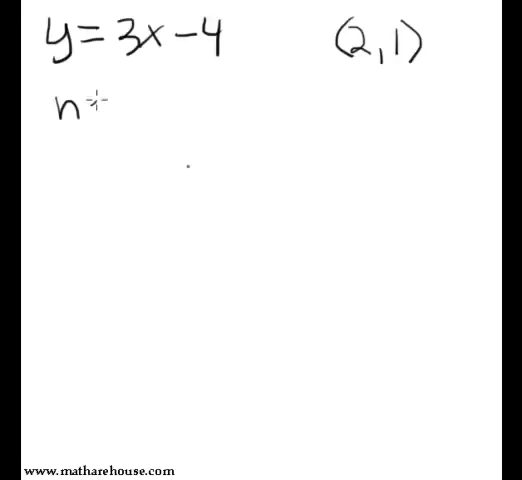 y = 3x - 4 (2, 1)
www.matharehouse.com